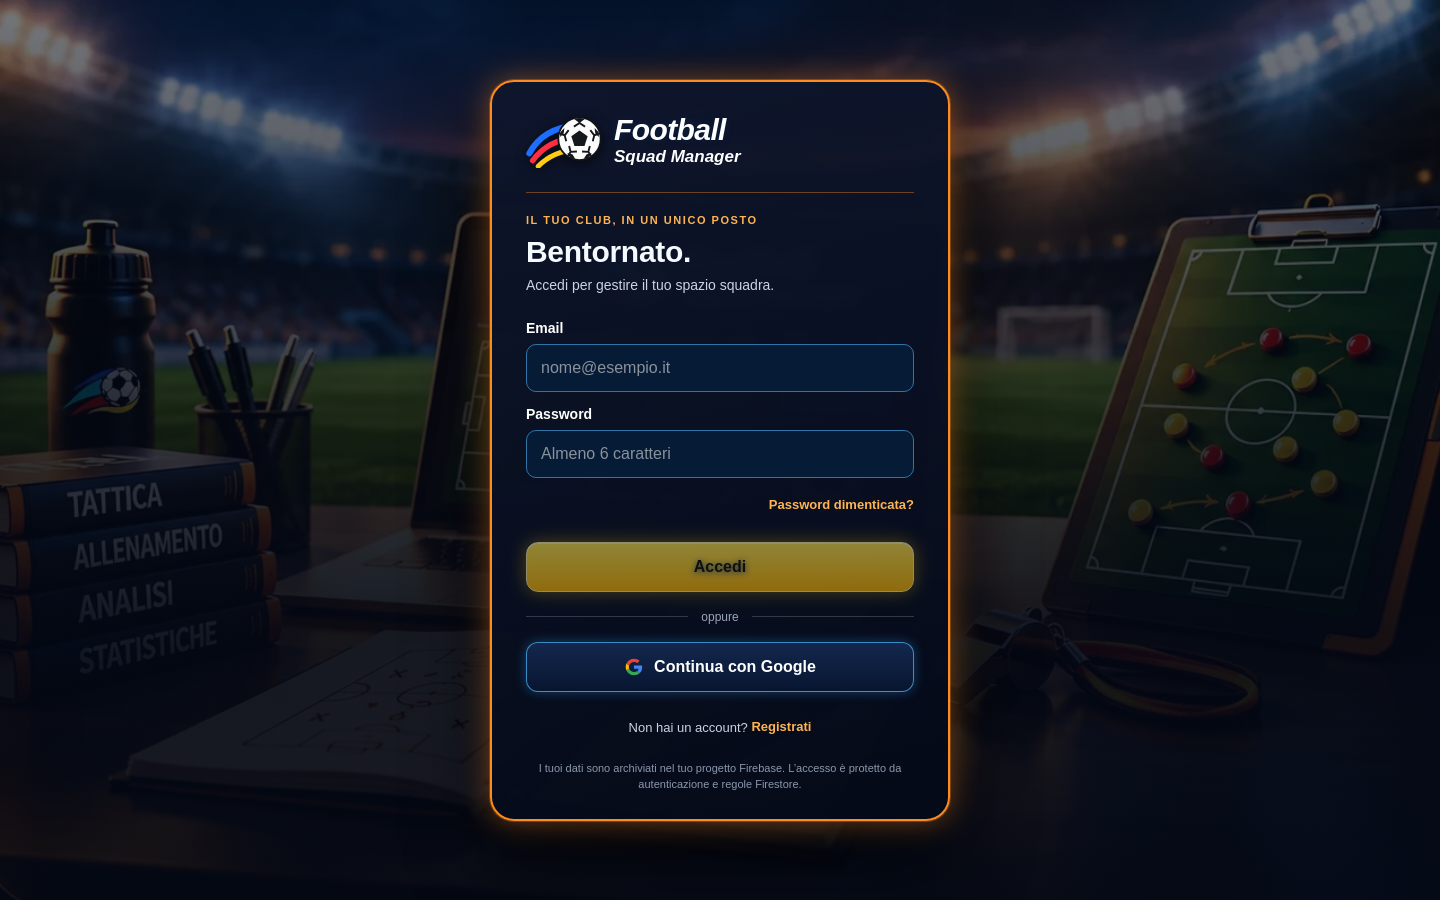 Football
Squad Manager
IL TUO CLUB, IN UN UNICO POSTO
Bentornato.
Accedi per gestire il tuo spazio squadra.
Email
nome@esempio.it
Password
Almeno 6 caratteri
Password dimenticata?
Accedi
oppure
Continua con Google
Non hai un account? Registrati
I tuoi dati sono archiviati nel tuo progetto Firebase. L'accesso è protetto da
autenticazione e regole Firestore.
TATTICA
ALLENAMENTO
ANALISI
STATISTICHE